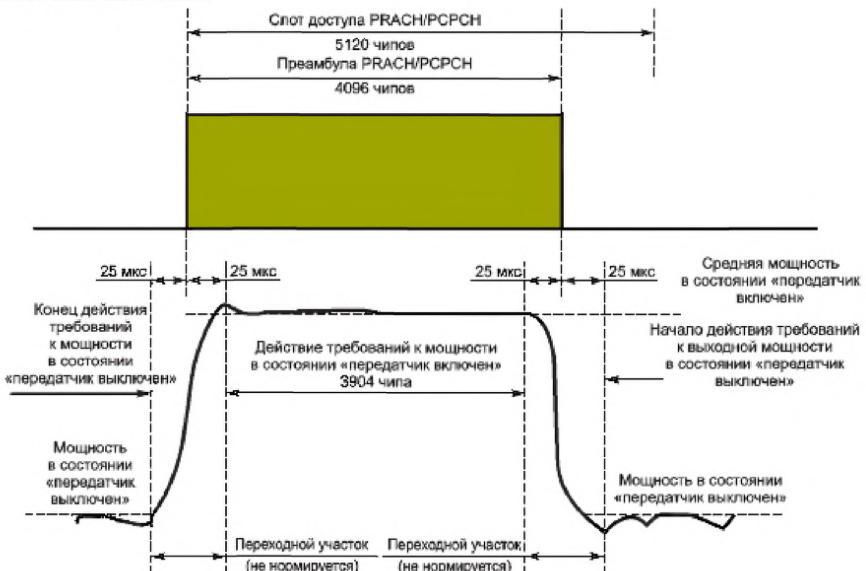 Слот доступа PRACH/PCPCH
5120 чипов
Преамбула PRACH/PCPCH
4096 чипов
25 мкс
25 мкс
25 мкс
25 мкс
Средняя мощность
в состоянии «передатчик
включен»
Конец действия
требований
к мощности
в состоянии
«передатчик выключен»
Действие требований к мощности
в состоянии «передатчик включен»
3904 чипа
Начало действия требований
к выходной мощности
в состоянии «передатчик
выключен»
Мощность
в состоянии
«передатчик
выключен»
Мощность в состоянии
«передатчик выключен»
Переходной участок
(не нормируется)
Переходной участок
(не нормируется)